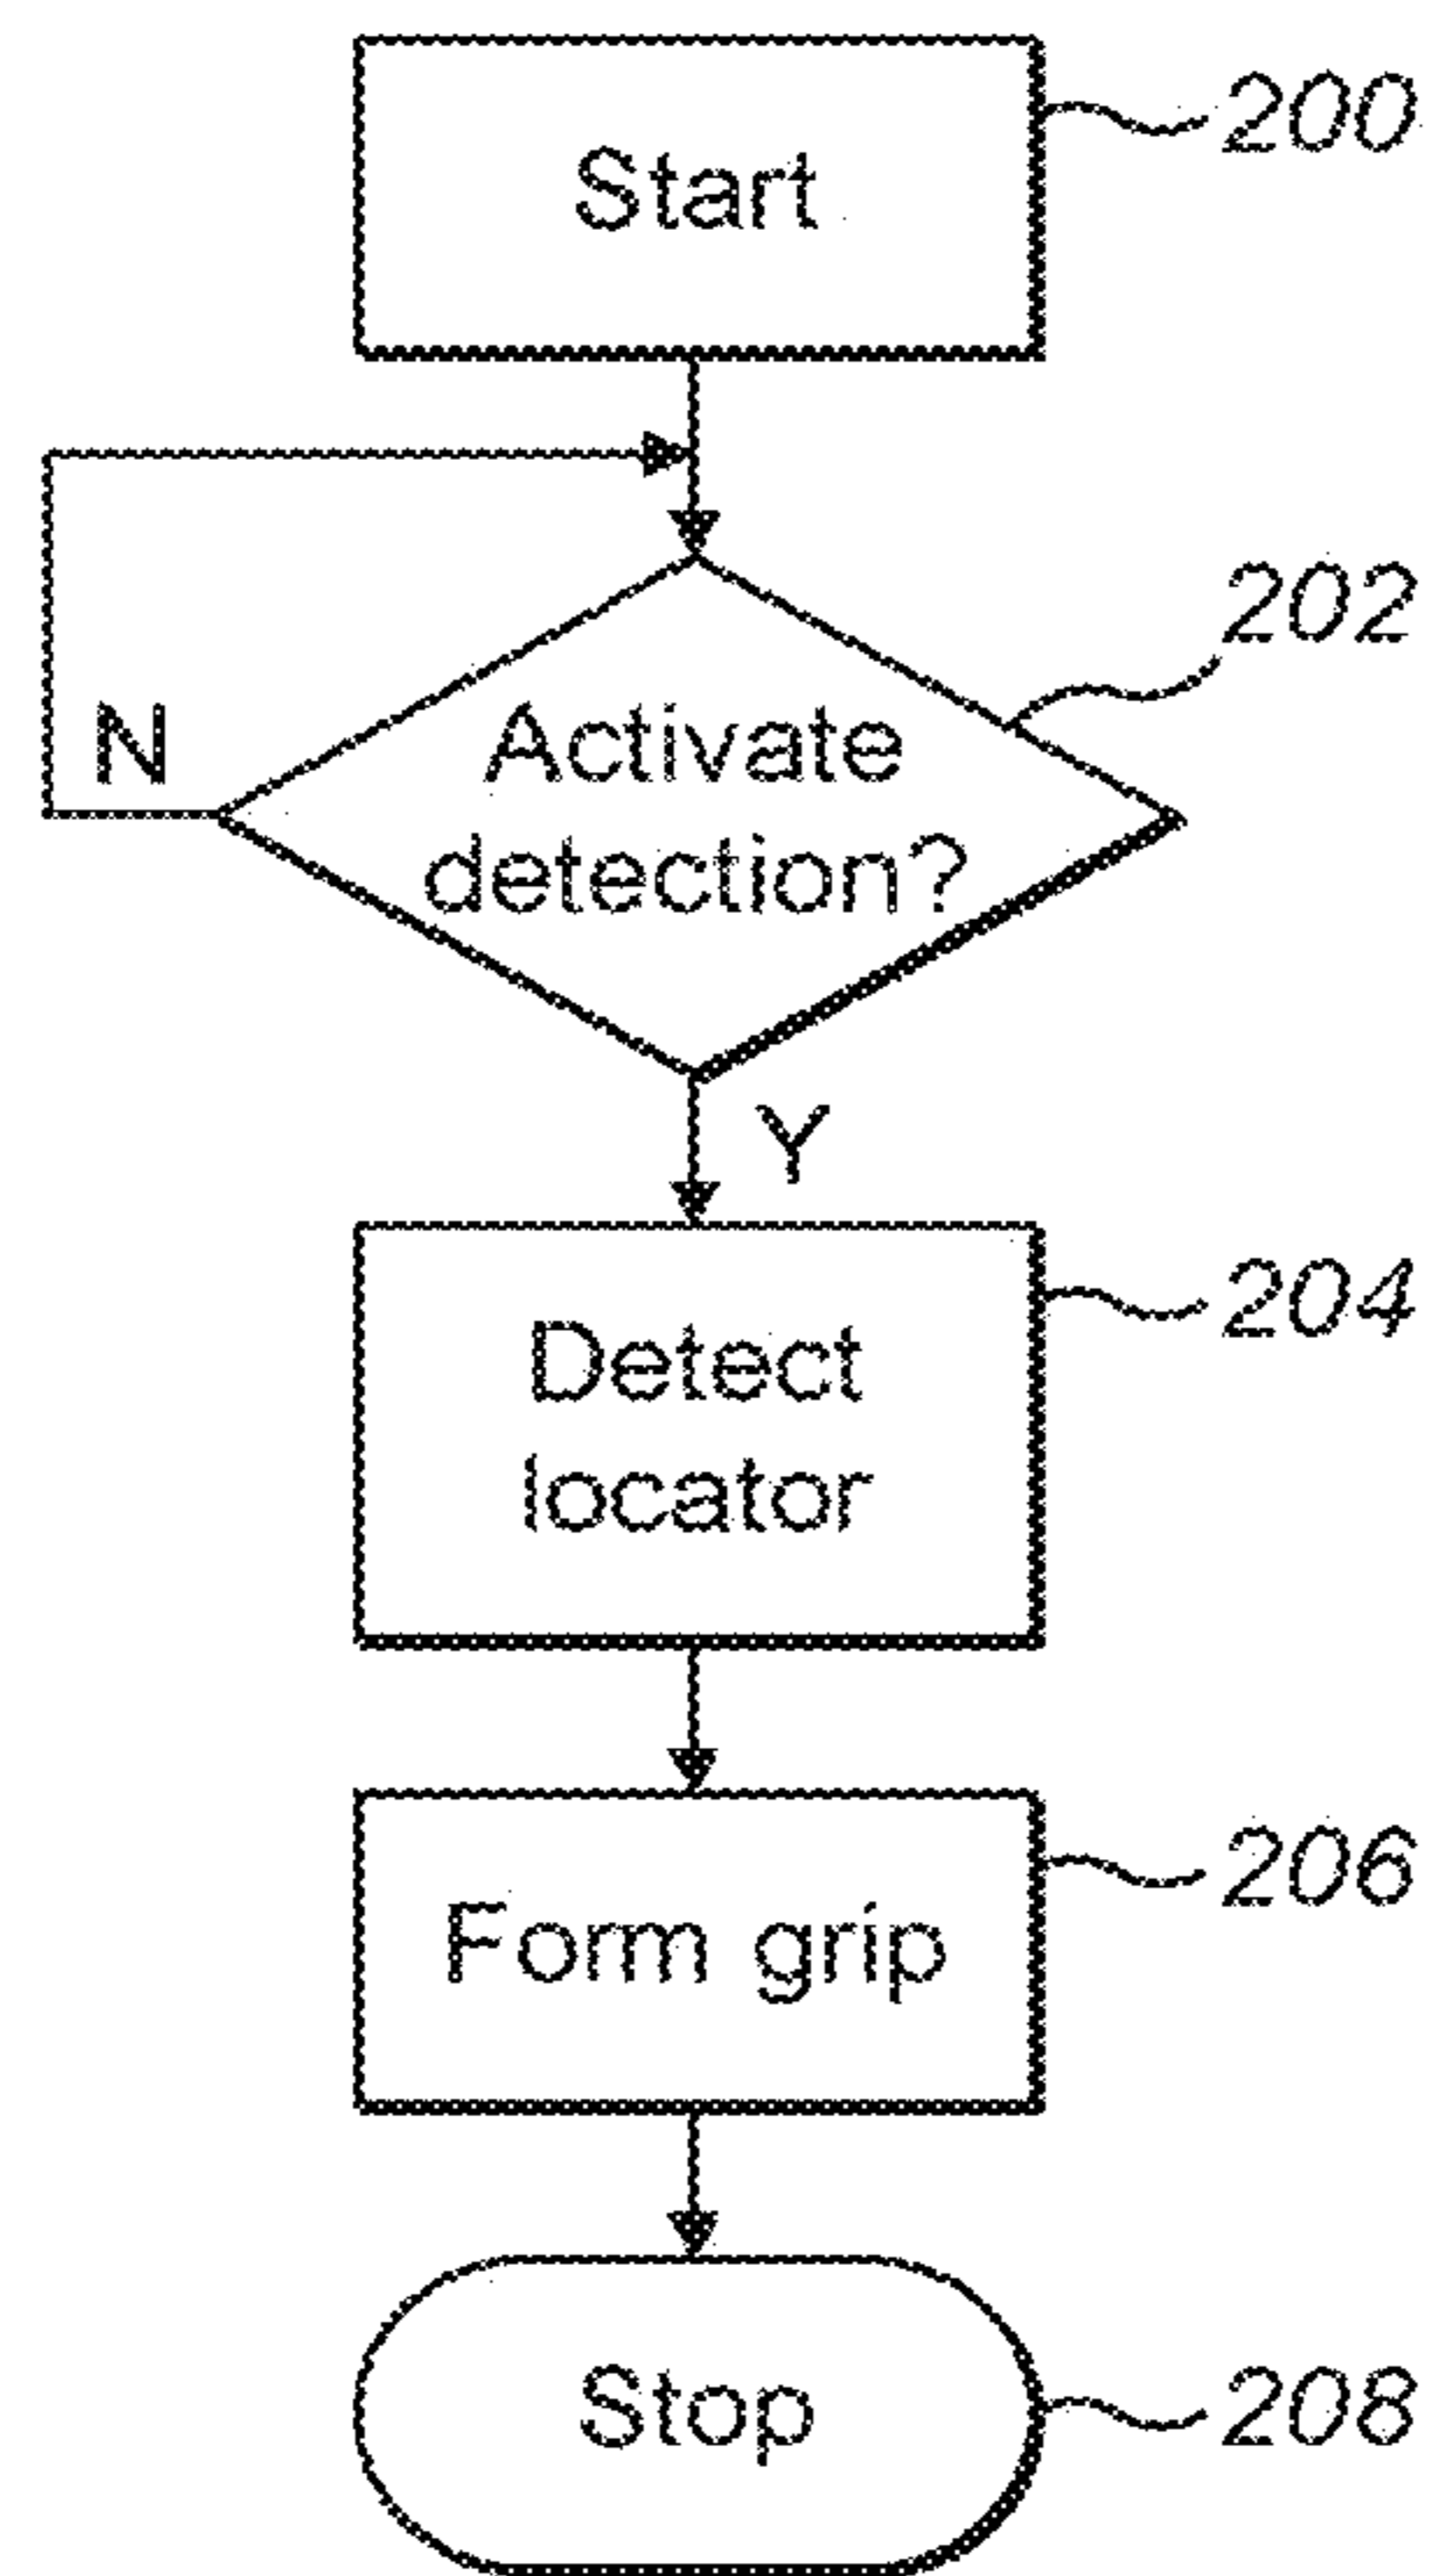 Start
200
202
N
Activate
detection?
Y
204
Detect
locator
206
Form grip
Stop
208